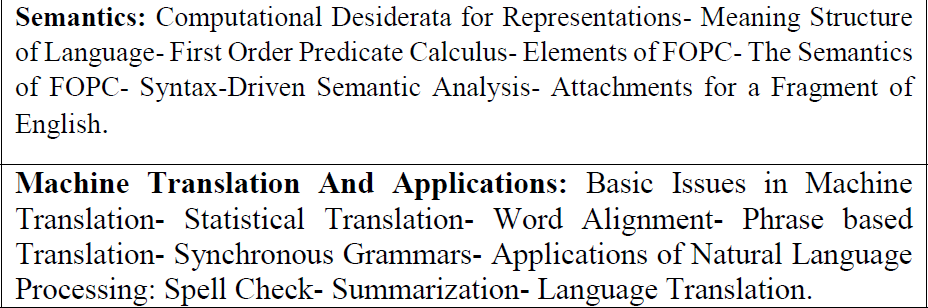 Semantics: Computational Desiderata for Representations- Meaning Structure
of Language- First Order Predicate Calculus- Elements of FOPC- The Semantics
of FOPC- Syntax-Driven Semantic Analysis- Attachments for a Fragment of
English.
Machine Translation And Applications: Basic Issues in Machine
Translation- Statistical Translation- Word Alignment- Phrase based
Translation- Synchronous Grammars- Applications of Natural Language
Processing: Spell Check- Summarization- Language Translation.